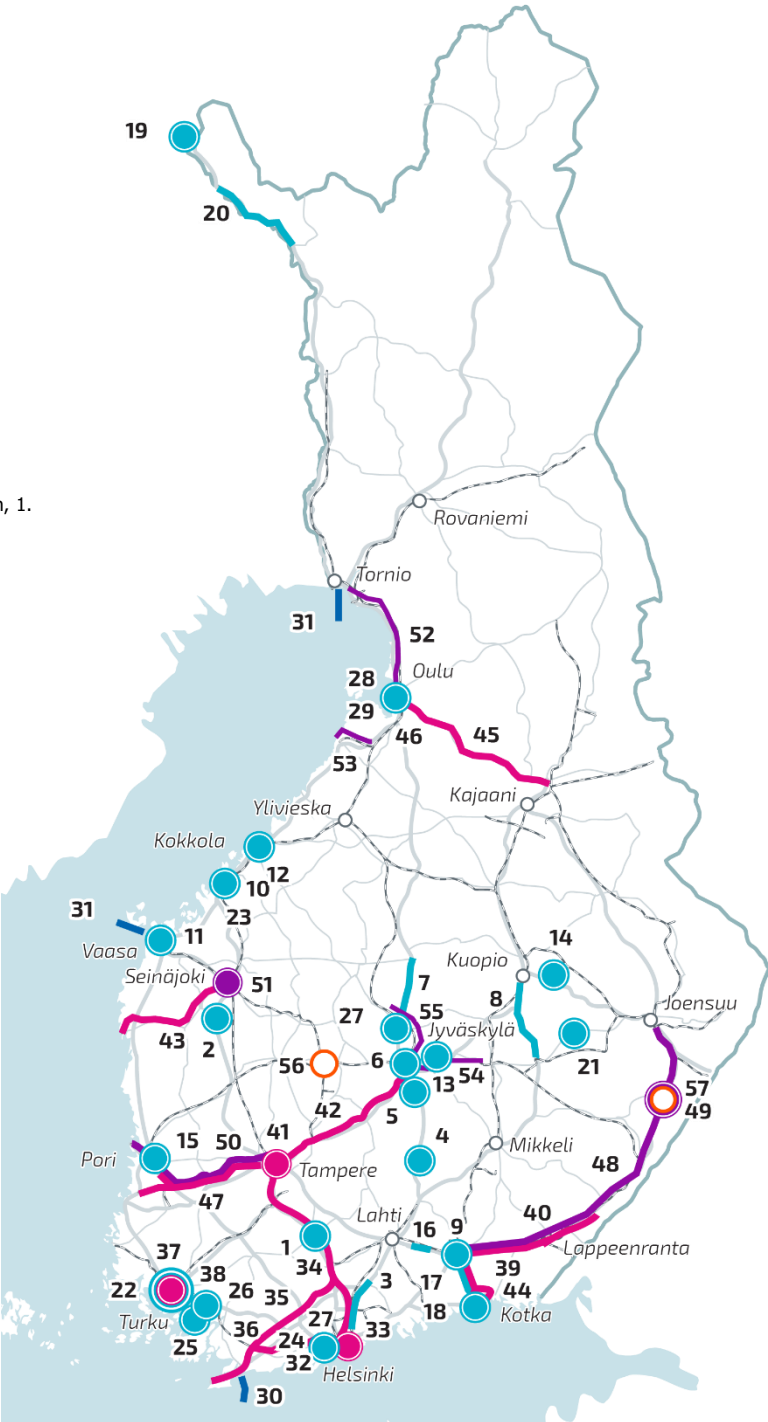 19
20
n, 1.
Rovaniemi
Tornio
31
52
Oulu
28
29
46
45
53
Kajaani
Ylivieska
Kokkola
12
10
31
23
11
Vaasa
Kuopio
14
Seinäjoki
51
7
8
Joensuu
27
55
43
2
Jyväskylä
6
56
54
21
13
57
49
42
5
41
4
15
50
Mikkeli
Pori
Tampere
48
47
Lahti
40
16
9
37
1
Lappeenranta
34
39
38
3
17
22
26
35
44
27
18
Kotka
Turku
36
33
25
24
32
Helsinki
30